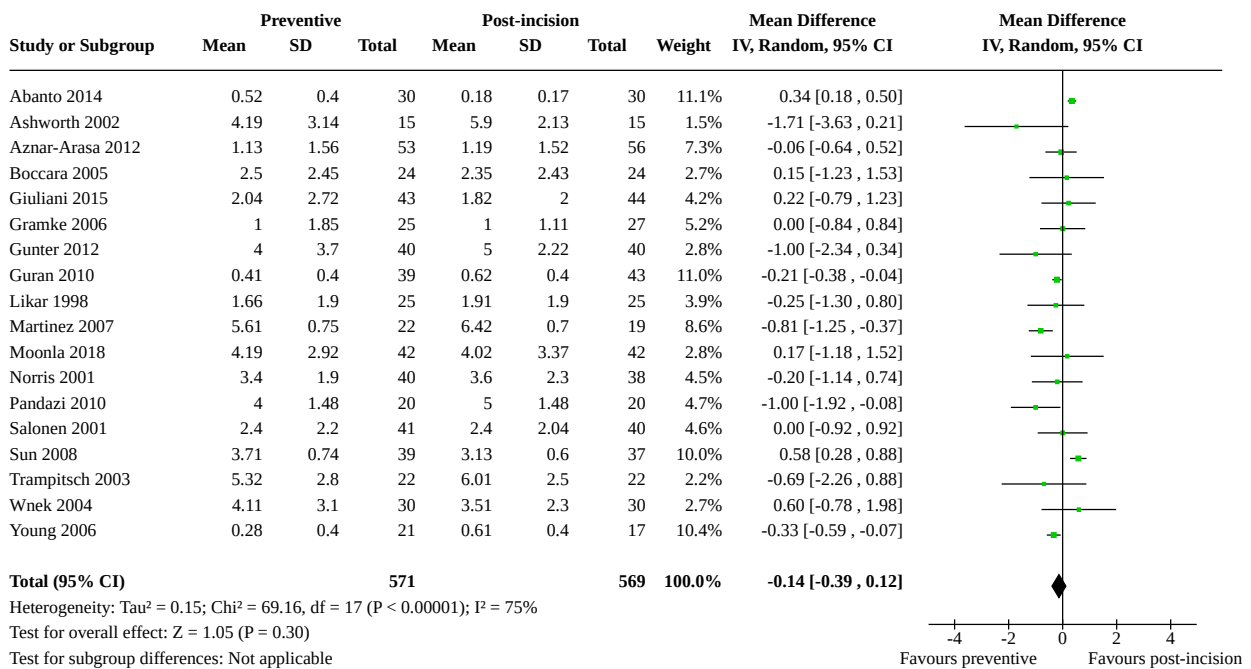 Preventive Post-incision Mean Difference Mean Difference
Study or Subgroup Mean SD Total Mean SD Total Weight IV, Random, 95% CI IV, Random, 95% CI
Abanto 2014 0.52 0.4 30 0.18 0.17 30 11.1% 0.34 [0.18 , 0.50]
Ashworth 2002 4.19 3.14 15 5.9 2.13 15 1.5% -1.71 [-3.63 , 0.21]
Aznar-Arasa 2012 1.13 1.56 53 1.19 1.52 56 7.3% -0.06 [-0.64 , 0.52]
Boccara 2005 2.5 2.45 24 2.35 2.43 24 2.7% 0.15 [-1.23 , 1.53]
Giuliani 2015 2.04 2.72 43 1.82 2 44 4.2% 0.22 [-0.79 , 1.23]
Gramke 2006 1 1.85 25 1 1.11 27 5.2% 0.00 [-0.84 , 0.84]
Gunter 2012 4 3.7 40 5 2.22 40 2.8% -1.00 [-2.34 , 0.34]
Guran 2010 0.41 0.4 39 0.62 0.4 43 11.0% -0.21 [-0.38 , -0.04]
Likar 1998 1.66 1.9 25 1.91 1.9 25 3.9% -0.25 [-1.30 , 0.80]
Martinez 2007 5.61 0.75 22 6.42 0.7 19 8.6% -0.81 [-1.25 , -0.37]
Moonla 2018 4.19 2.92 42 4.02 3.37 42 2.8% 0.17 [-1.18 , 1.52]
Norris 2001 3.4 1.9 40 3.6 2.3 38 4.5% -0.20 [-1.14 , 0.74]
Pandazi 2010 4 1.48 20 5 1.48 20 4.7% -1.00 [-1.92 , -0.08]
Salonen 2001 2.4 2.2 41 2.4 2.04 40 4.6% 0.00 [-0.92 , 0.92]
Sun 2008 3.71 0.74 39 3.13 0.6 37 10.0% 0.58 [0.28 , 0.88]
Trampitsch 2003 5.32 2.8 22 6.01 2.5 22 2.2% -0.69 [-2.26 , 0.88]
Wnek 2004 4.11 3.1 30 3.51 2.3 30 2.7% 0.60 [-0.78 , 1.98]
Young 2006 0.28 0.4 21 0.61 0.4 17 10.4% -0.33 [-0.59 , -0.07]
Total (95% CI) 571 569 100.0% -0.14 [-0.39 , 0.12]
Heterogeneity: Tau² = 0.15; Chi² = 69.16, df = 17 (P < 0.00001); I² = 75%
Test for overall effect: Z = 1.05 (P = 0.30)
Test for subgroup differences: Not applicable
-4 -2 0 2 4
Favours preventive Favours post-incision